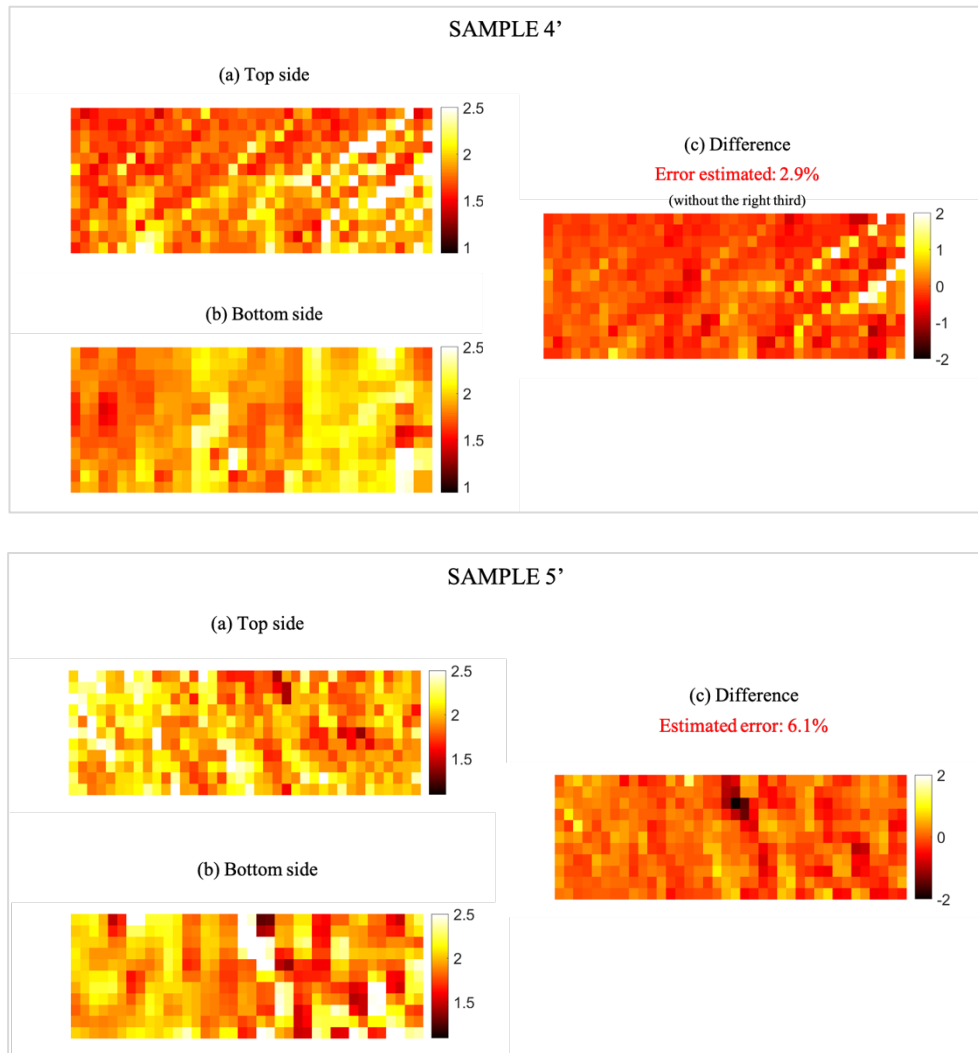 SAMPLE 4’
(a) Top side
2.5
2
1.5
1
(b) Bottom side
2.5
2
1.5
1
(c) Difference
Error estimated: 2.9%
(without the right third)
2
1
0
-1
-2
SAMPLE 5’
(a) Top side
2.5
2
1.5
(b) Bottom side
2.5
2
1.5
(c) Difference
Estimated error: 6.1%
2
0
-2